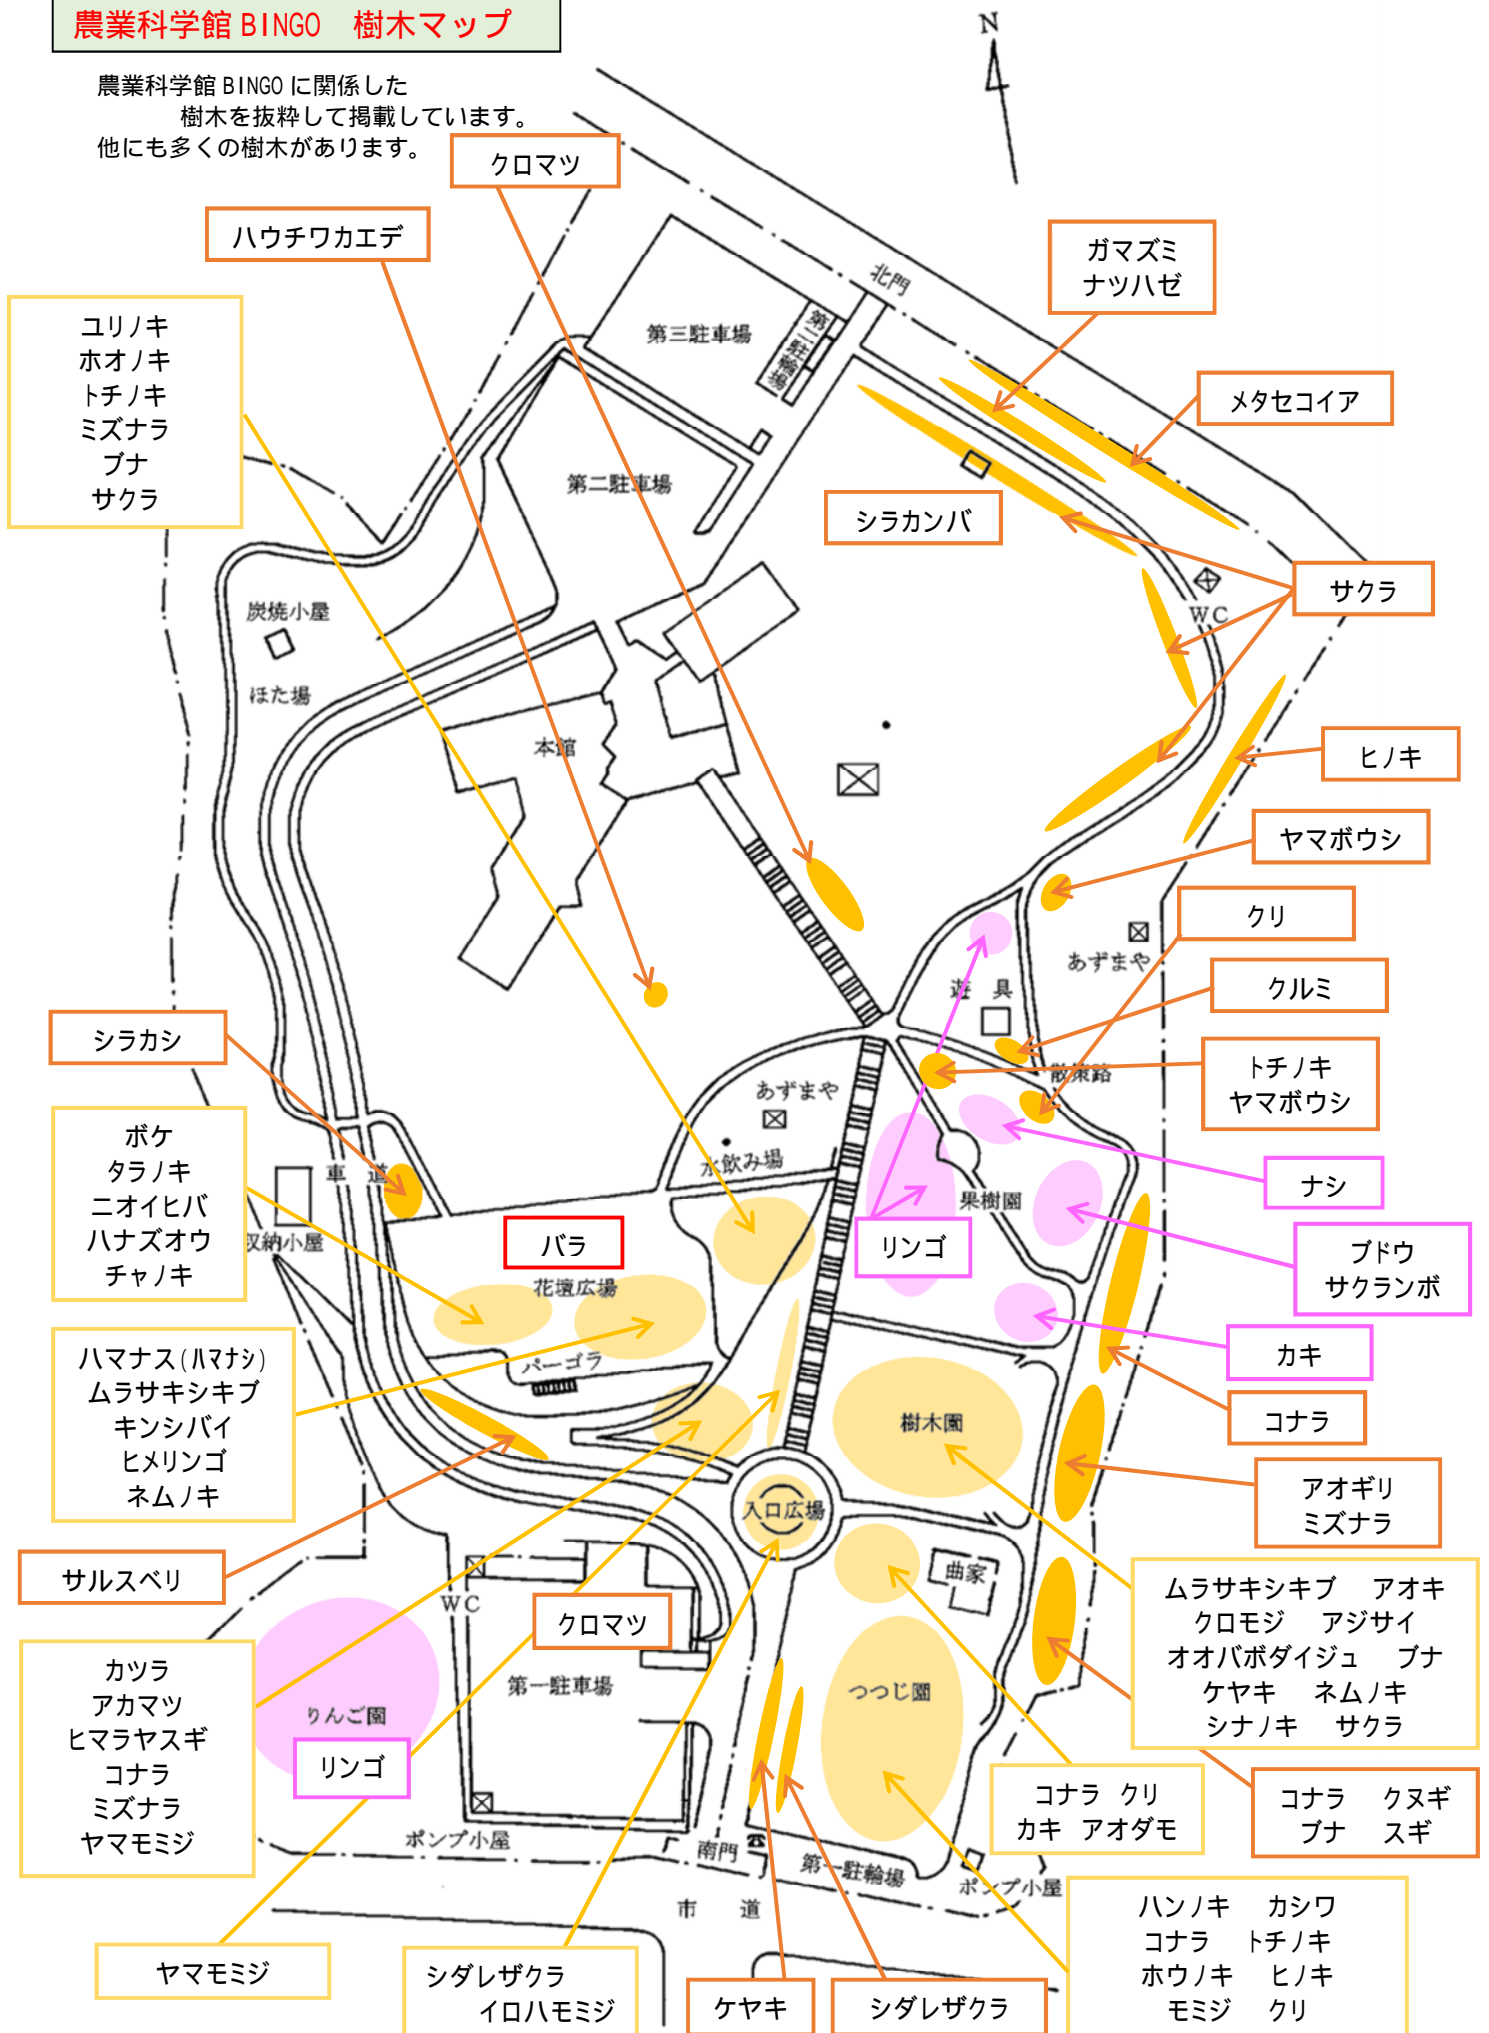 農業科学館BINGO　樹木マップ
農業科学館BINGOに関係した
樹木を抜粋して掲載しています。
他にも多くの樹木があります。
N
クロマツ
ハウチワカエデ
ガマズミ
ナツハゼ
北門
ユリノキ
ホオノキ
トチノキ
ミズナラ
ブナ
サクラ
第三駐車場
第二駐輪場
メタセコイア
第二駐車場
シラカンバ
サクラ
炭焼小屋
WC
ほた場
本館
ヒノキ
ヤマボウシ
クリ
あずまや
遊具
クルミ
シラカシ
トチノキ
ヤマボウシ
散策路
あずまや
ボケ
タラノキ
ニオイヒバ
ハナズオウ
チャノキ
車道
水飲み場
果樹園
ナシ
収納小屋
バラ
リンゴ
ブドウ
サクランボ
花壇広場
カキ
ハマナス(ハマナシ)
ムラサキシキブ
キンシバイ
ヒメリンゴ
ネムノキ
パーゴラ
コナラ
樹木園
アオギリ
ミズナラ
入口広場
サルスベリ
曲家
ムラサキシキブ　アオキ
クロモジ　アジサイ
オオバボダイジュ　ブナ
ケヤキ　ネムノキ
シナノキ　サクラ
WC
クロマツ
カツラ
アカマツ
ヒマラヤスギ
コナラ
ミズナラ
ヤマモミジ
りんご園
リンゴ
第一駐車場
つつじ園
コナラ　クリ
カキ　アオダモ
コナラ　クヌギ
ブナ　スギ
ポンプ小屋
南門
第一駐輪場
ポンプ小屋
市道
ハンノキ　カシワ
コナラ　トチノキ
ホウノキ　ヒノキ
モミジ　クリ
ヤマモミジ
シダレザクラ
イロハモミジ
ケヤキ
シダレザクラ